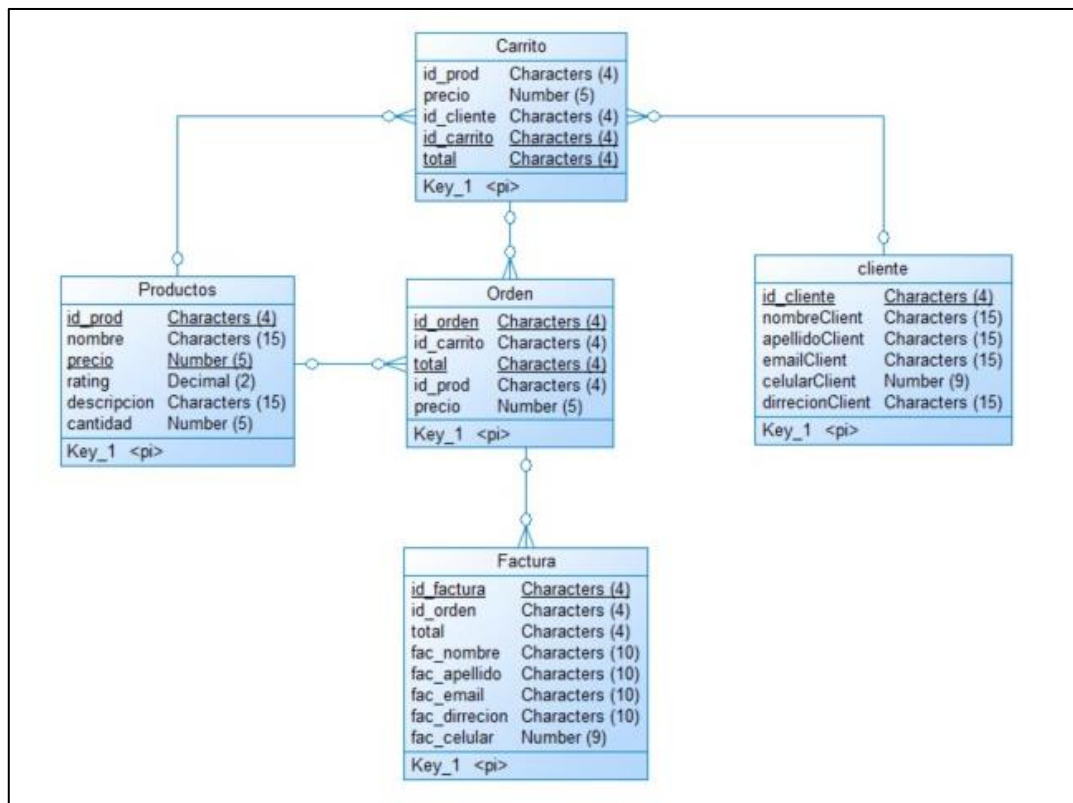 Carrito
id_prod Characters (4)
precio Number (5)
id_cliente Characters (4)
id_carrito Characters (4)
total Characters (4)
Key_1 <pi>
Productos
id_prod Characters (4)
nombre Characters (15)
precio Number (5)
rating Decimal (2)
descripcion Characters (15)
cantidad Number (5)
Key_1 <pi>
Orden
id_orden Characters (4)
id_carrito Characters (4)
total Characters (4)
id_prod Characters (4)
precio Number (5)
Key_1 <pi>
cliente
id_cliente Characters (4)
nombreClient Characters (15)
apellidoClient Characters (15)
emailClient Characters (15)
celularClient Number (9)
dirrecionClient Characters (15)
Key_1 <pi>
Factura
id_factura Characters (4)
id_orden Characters (4)
total Characters (4)
fac_nombre Characters (10)
fac_apellido Characters (10)
fac_email Characters (10)
fac_dirrecion Characters (10)
fac_celular Number (9)
Key_1 <pi>